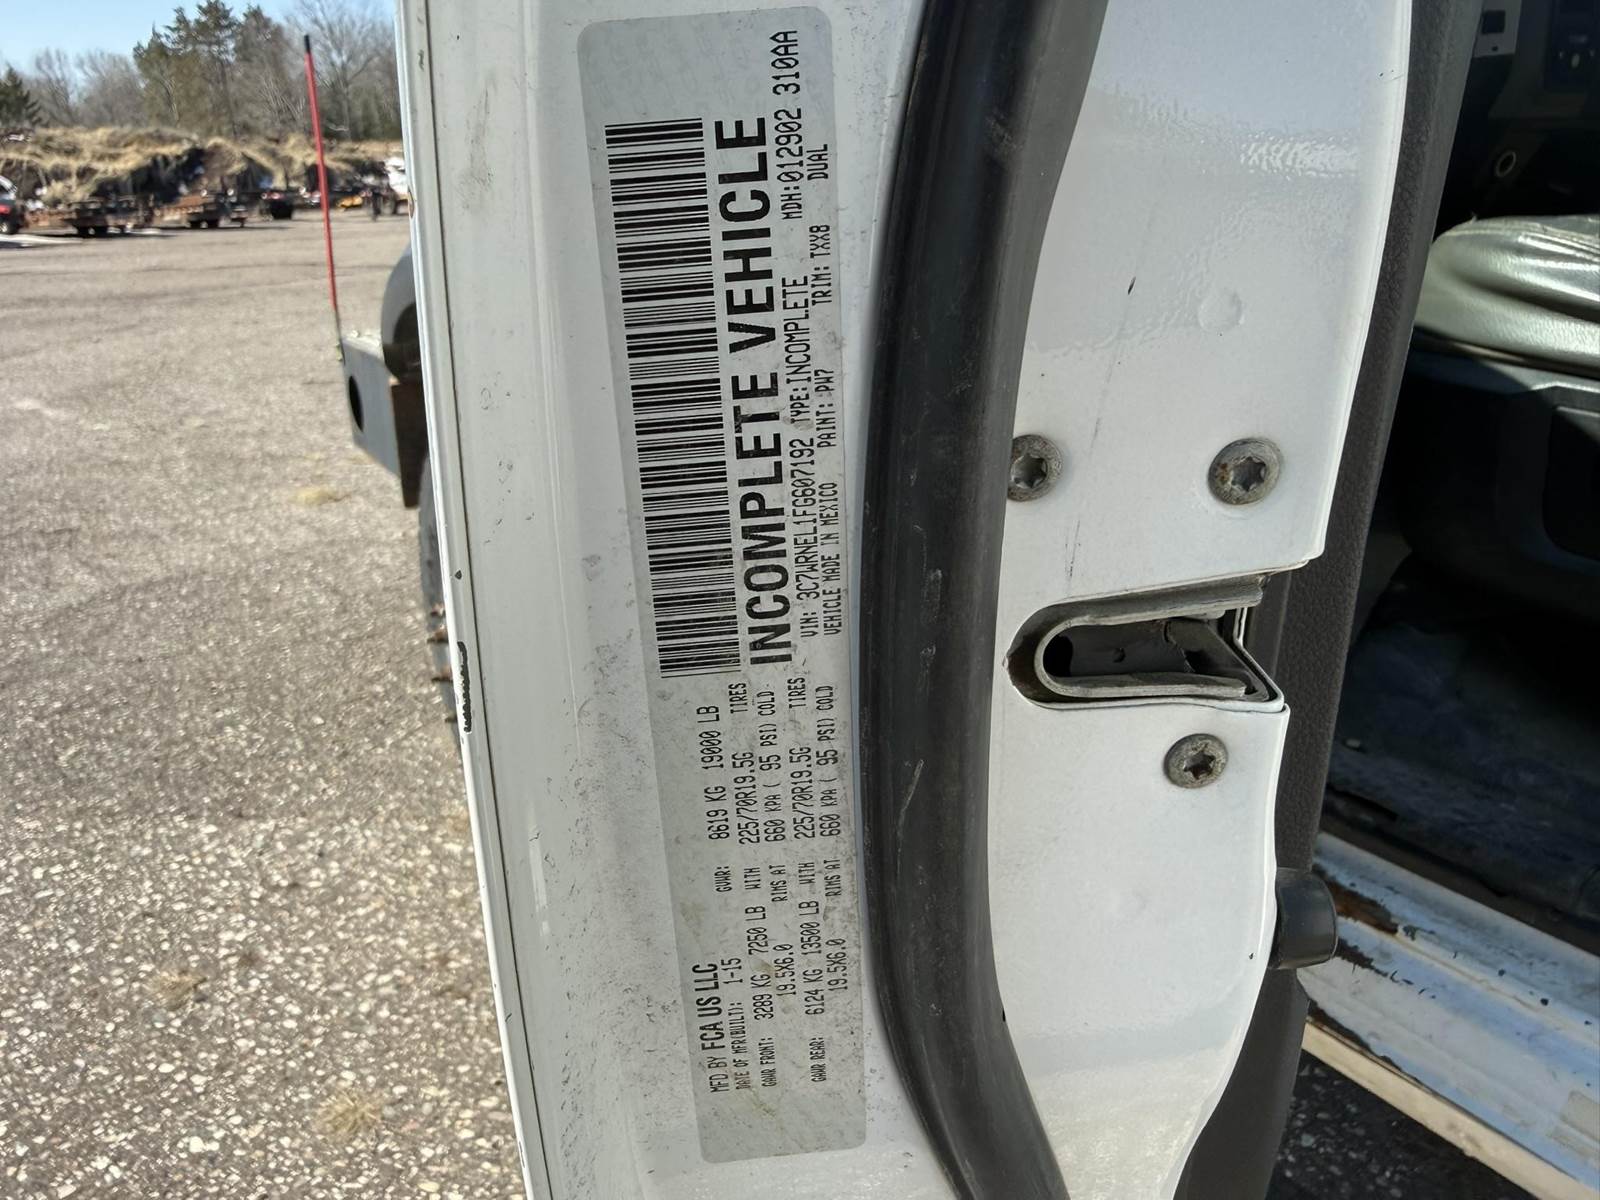 MFD BY FCA US LLC
DATE OF MFR(BUILT): 1-15 GVWR: 8619 KG 19000 LB
GAWR FRONT: 3289 KG 7250 LB WITH 225/70R19.5G TIRES
19.5X6.0 RIMS AT 660 KPA ( 95 PSI) COLD
GAWR REAR: 6124 KG 13500 LB WITH 225/70R19.5G TIRES
19.5X6.0 RIMS AT 660 KPA ( 95 PSI) COLD
INCOMPLETE VEHICLE
VIN: 3C7WRNEL1FG607192 TYPE:INCOMPLETE MDH:012902 310AA
VEHICLE MADE IN MEXICO PAINT: PW7 TRIM: TXX8 DUAL